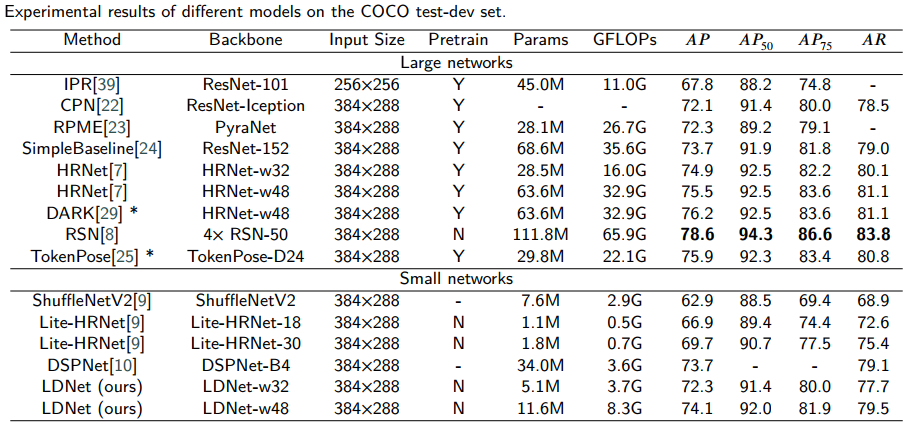 Experimental results of different models on the COCO test-dev set.
Method Backbone Input Size Pretrain Params GFLOPs AP AP50 AP75 AR
Large networks
IPR[39] ResNet-101 256×256 Y 45.0M 11.0G 67.8 88.2 74.8 -
CPN[22] ResNet-Iception 384×288 Y - - 72.1 91.4 80.0 78.5
RPME[23] PyraNet 384×288 Y 28.1M 26.7G 72.3 89.2 79.1 -
SimpleBaseline[24] ResNet-152 384×288 Y 68.6M 35.6G 73.7 91.9 81.8 79.0
HRNet[7] HRNet-w32 384×288 Y 28.5M 16.0G 74.9 92.5 82.2 80.1
HRNet[7] HRNet-w48 384×288 Y 63.6M 32.9G 75.5 92.5 83.6 81.1
DARK[29] * HRNet-w48 384×288 Y 63.6M 32.9G 76.2 92.5 83.6 81.1
RSN[8] 4× RSN-50 384×288 N 111.8M 65.9G 78.6 94.3 86.6 83.8
TokenPose[25] * TokenPose-D24 384×288 Y 29.8M 22.1G 75.9 92.3 83.4 80.8
Small networks
ShuffleNetV2[9] ShuffleNetV2 384×288 - 7.6M 2.9G 62.9 88.5 69.4 68.9
Lite-HRNet[9] Lite-HRNet-18 384×288 N 1.1M 0.5G 66.9 89.4 74.4 72.6
Lite-HRNet[9] Lite-HRNet-30 384×288 N 1.8M 0.7G 69.7 90.7 77.5 75.4
DSPNet[10] DSPNet-B4 384×288 - 34.0M 3.6G 73.7 - - 79.1
LDNet (ours) LDNet-w32 384×288 N 5.1M 3.7G 72.3 91.4 80.0 77.7
LDNet (ours) LDNet-w48 384×288 N 11.6M 8.3G 74.1 92.0 81.9 79.5